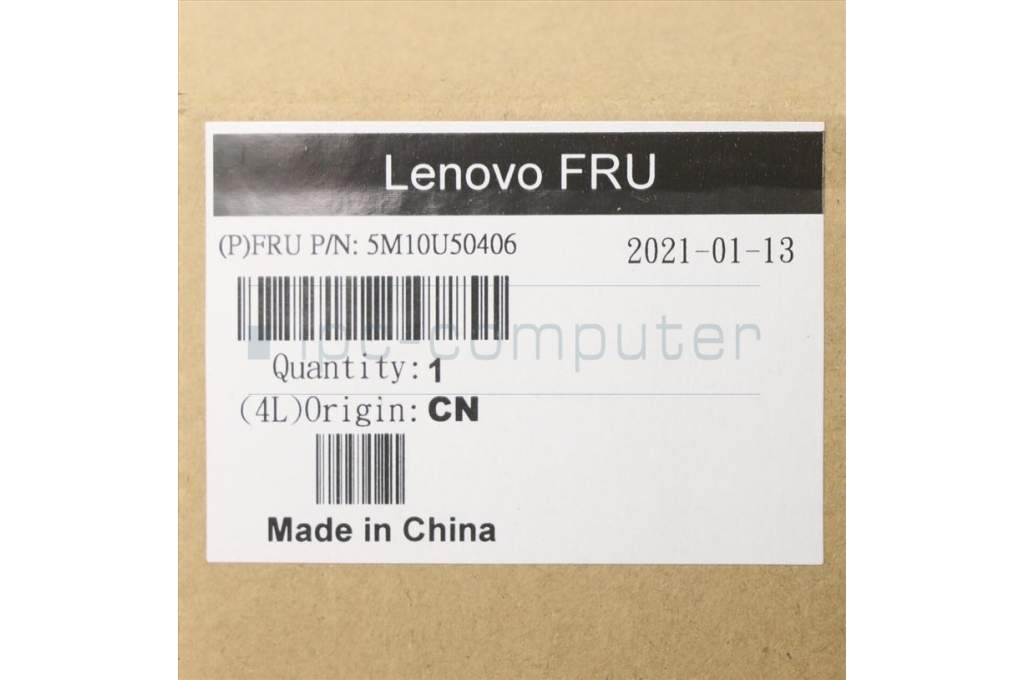 Lenovo FRU
(P)FRU P/N: 5M10U50406
2021-01-13
ipc-computer
Quantity: 1
(4L)Origin: CN
Made in China